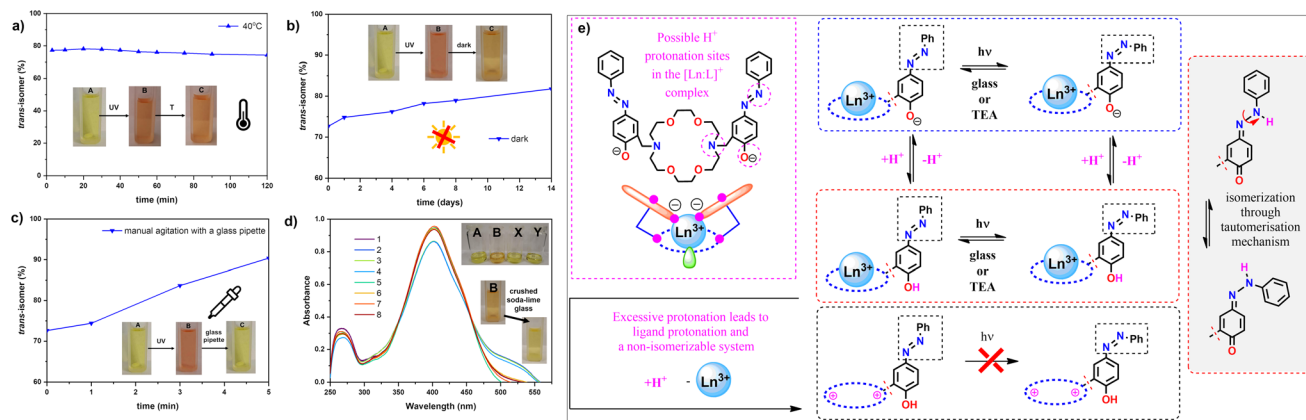 a)
trans-isomer (%)
100
80
60
40
20
0
40°C
A
B
C
UV
T
0
20
40
60
80
100
120
time (min)
b)
trans-isomer (%)
100
90
80
70
60
A
B
C
UV
dark
dark
0
2
4
6
8
10
12
14
time (days)
c)
trans-isomer (%)
100
90
80
70
60
manual agitation with a glass pipette
A
B
C
UV
glass
pipette
0
1
2
3
4
5
time (min)
d)
Absorbance
1.0
0.8
0.6
0.4
0.2
0.0
1
2
3
4
5
6
7
8
A B X Y
B
crushed
soda-lime
glass
250
300
350
400
450
500
550
600
Wavelength (nm)
e)
Possible H⁺
protonation sites
in the [Ln:L]⁺
complex
N
N
N
N
O
O
O
O
N
N
O
O
⊖
⊖
⊖
⊖
Ln³⁺
Excessive protonation leads to
ligand protonation and
a non-isomerizable system
+H⁺ - Ln³⁺
N
N
Ph
Ln³⁺
O
⊖
hν
glass
or
TEA
N
N
Ph
Ln³⁺
O
⊖
+H⁺
-H⁺
+H⁺
-H⁺
N
N
Ph
Ln³⁺
OH
hν
glass
or
TEA
N
N
Ph
Ln³⁺
OH
N
N
Ph
⊕
⊕
OH
hν
N
N
Ph
⊕
⊕
OH
N
N
H
O
isomerization
through
tautomerisation
mechanism
H
N
N
O